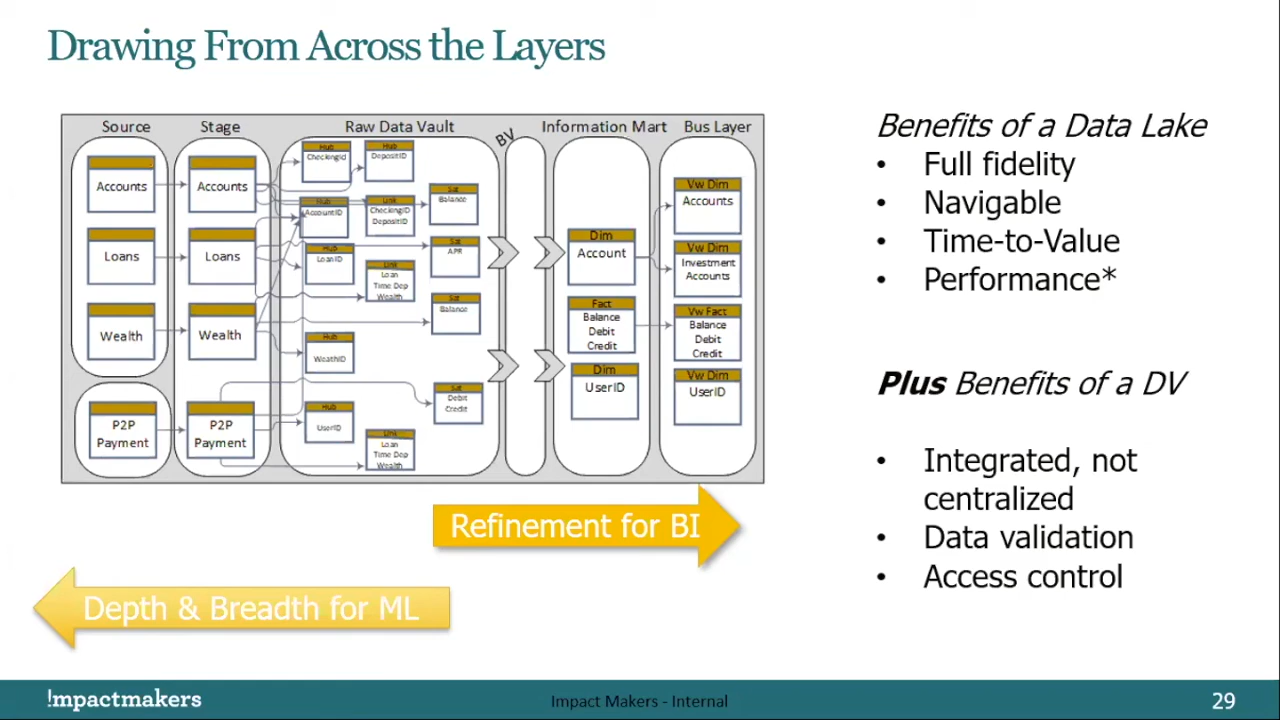 Drawing From Across the Layers
Source
Stage
Raw Data Vault
BV
Information Mart
Bus Layer
Accounts
Loans
Wealth
P2P
Payment
Accounts
Loans
Wealth
P2P
Payment
Hub
CheckingId
Hub
DepositID
Hub
AccountID
Link
CheckingID
DepositID
Sat
Balance
Hub
LoanID
Link
Loan
Time Dep
Wealth
Sat
APR
Sat
Balance
Hub
WealthID
Sat
Debit
Credit
Hub
UserID
Link
Loan
Time Dep
Wealth
Dim
Account
Fact
Balance
Debit
Credit
Dim
UserID
Vw Dim
Accounts
Vw Dim
Investment
Accounts
Vw Fact
Balance
Debit
Credit
Vw Dim
UserID
Refinement for BI
Depth & Breadth for ML
Benefits of a Data Lake
• Full fidelity
• Navigable
• Time-to-Value
• Performance*
Plus Benefits of a DV
• Integrated, not
centralized
• Data validation
• Access control
!mpactmakers
Impact Makers - Internal
29